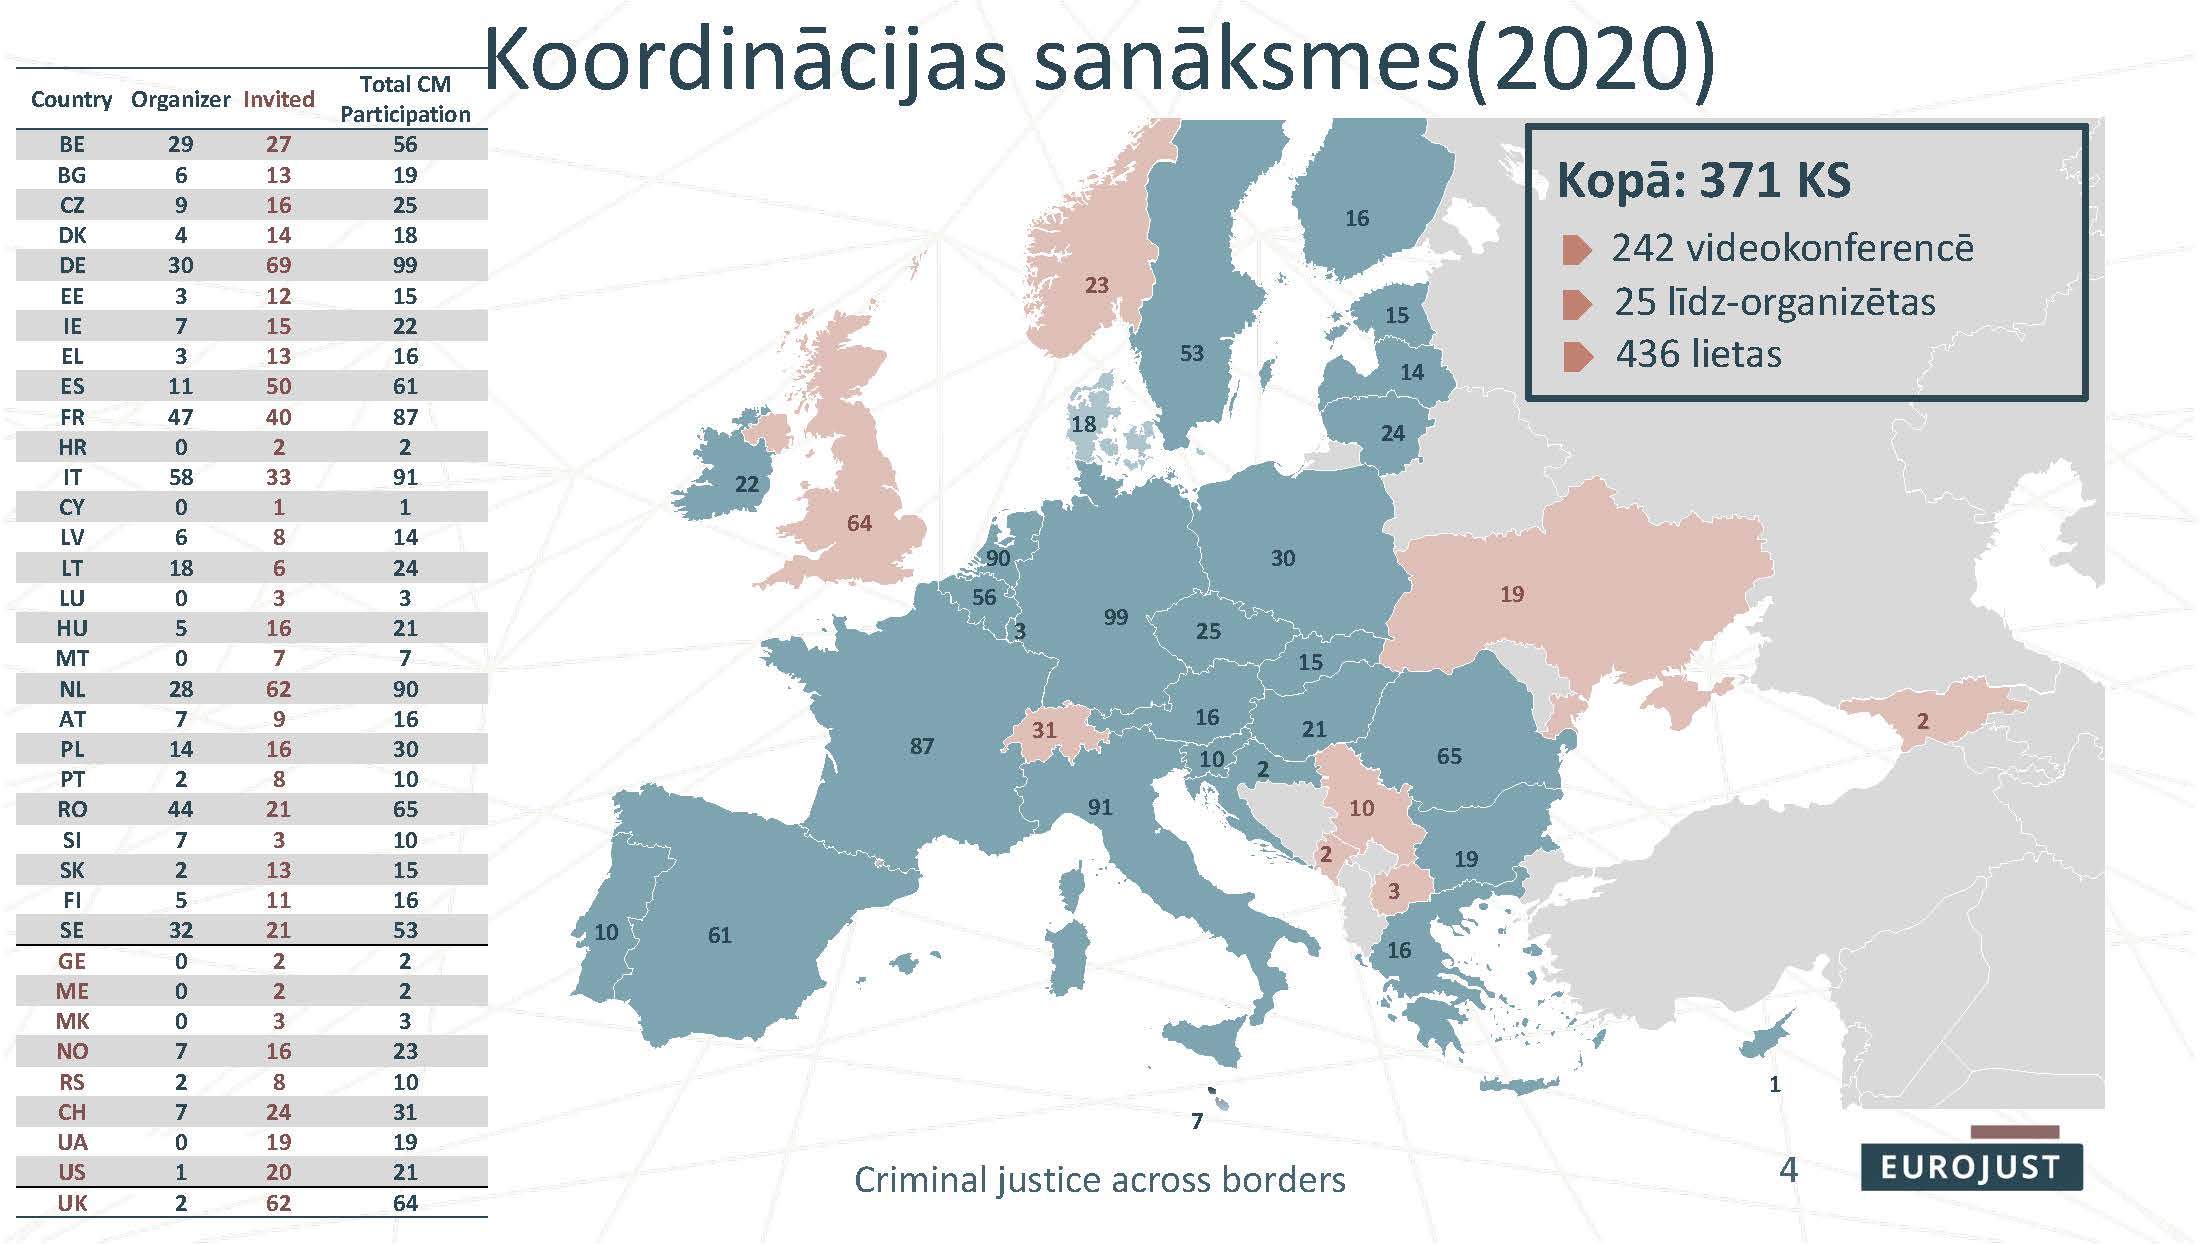 Koordinācijas sanāksmes(2020)
Country Organizer Invited Total CM Participation
BE 29 27 56
BG 6 13 19
CZ 9 16 25
DK 4 14 18
DE 30 69 99
EE 3 12 15
IE 7 15 22
EL 3 13 16
ES 11 50 61
FR 47 40 87
HR 0 2 2
IT 58 33 91
CY 0 1 1
LV 6 8 14
LT 18 6 24
LU 0 3 3
HU 5 16 21
MT 0 7 7
NL 28 62 90
AT 7 9 16
PL 14 16 30
PT 2 8 10
RO 44 21 65
SI 7 3 10
SK 2 13 15
FI 5 11 16
SE 32 21 53
GE 0 2 2
ME 0 2 2
MK 0 3 3
NO 7 16 23
RS 2 8 10
CH 7 24 31
UA 0 19 19
US 1 20 21
UK 2 62 64
Kopā: 371 KS
242 videokonferencē
25 līdz-organizētas
436 lietas
16
23
15
53
14
18
24
22
64
90
30
56
19
99
3
25
15
31
16
2
21
87
10
65
2
91
10
2
19
3
10
61
16
1
7
Criminal justice across borders
4
EUROJUST